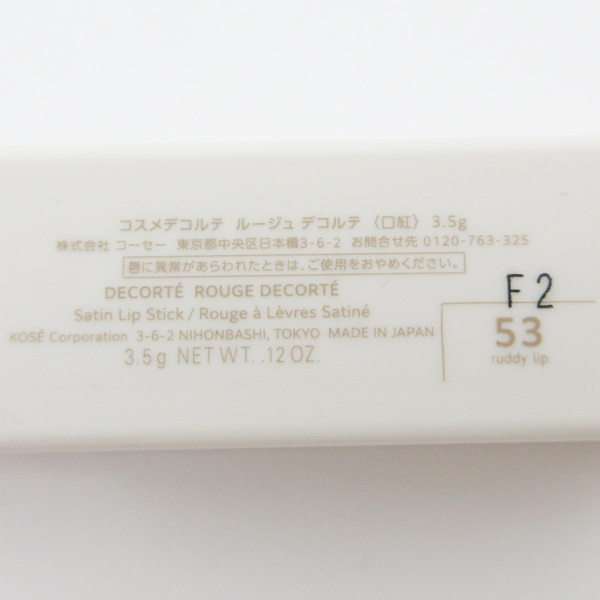 コスメデコルテ ルージュ デコルテ 〈口紅〉 3.5g
株式会社 コーセー 東京都中央区日本橋3-6-2 お問合せ先 0120-763-325
唇に異常があらわれたときは、ご使用をおやめください。
DECORTÉ ROUGE DECORTÉ
Satin Lip Stick / Rouge à Lèvres Satiné
KOSÉ Corporation 3-6-2 NIHONBASHI, TOKYO MADE IN JAPAN
3.5g NET WT. .12 OZ.
F2
53
ruddy lip